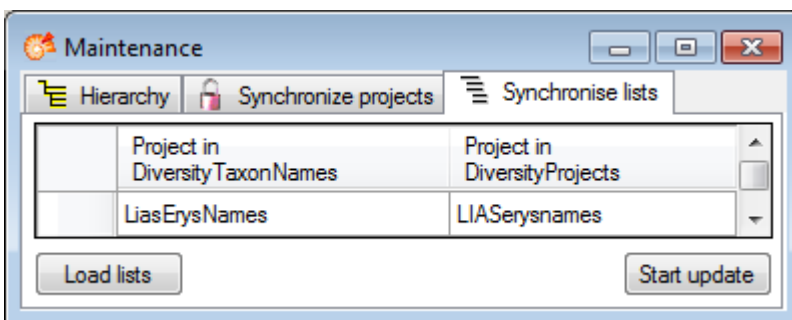 Maintenance
Hierarchy Synchronize projects Synchronise lists
Project in Project in
DiversityTaxonNames DiversityProjects
LiasErysNames LIASerysnames
Load lists Start update